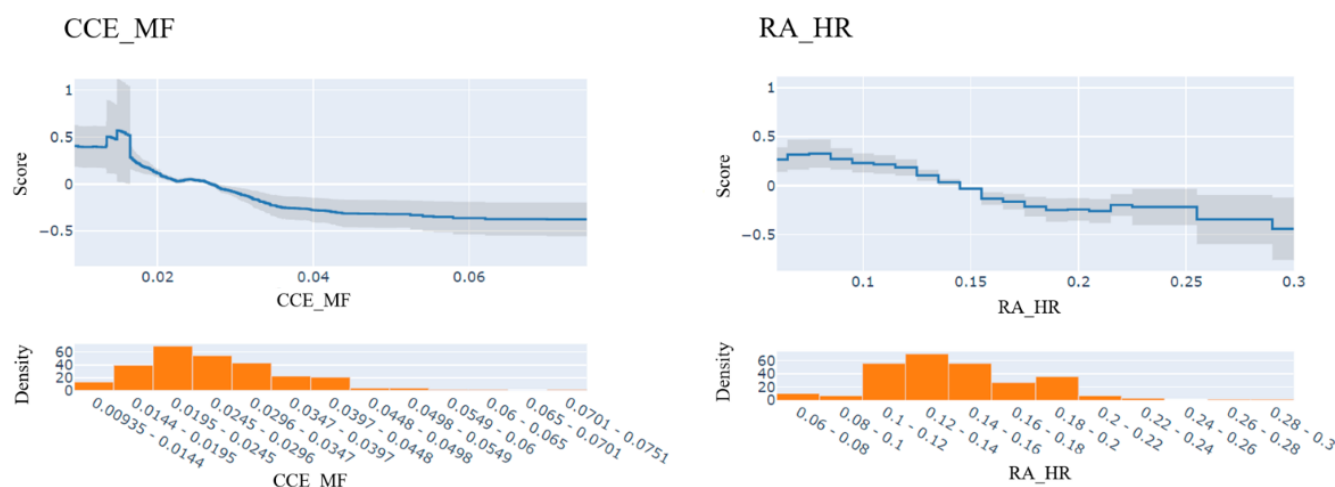 CCE_MF
1
0.5
0
−0.5
Score
0.02 0.04 0.06
CCE_MF
60
40
20
0
Density
0.00935 - 0.0144
0.0144 - 0.0195
0.0195 - 0.0245
0.0245 - 0.0296
0.0296 - 0.0347
0.0347 - 0.0397
0.0397 - 0.0448
0.0448 - 0.0498
0.0498 - 0.0549
0.0549 - 0.06
0.06 - 0.065
0.065 - 0.0701
0.0701 - 0.0751
CCE_MF
RA_HR
1
0.5
0
−0.5
Score
0.1 0.15 0.2 0.25 0.3
RA_HR
60
40
20
0
Density
0.06 - 0.08
0.08 - 0.1
0.1 - 0.12
0.12 - 0.14
0.14 - 0.16
0.16 - 0.18
0.18 - 0.2
0.2 - 0.22
0.22 - 0.24
0.24 - 0.26
0.26 - 0.28
0.28 - 0.3
RA_HR